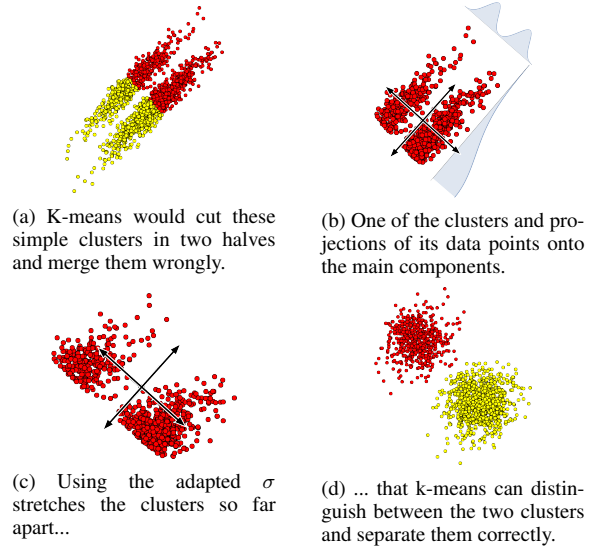 (a) K-means would cut these
simple clusters in two halves
and merge them wrongly.
(b) One of the clusters and pro-
jections of its data points onto
the main components.
(c) Using the adapted σ
stretches the clusters so far
apart...
(d) ... that k-means can distin-
guish between the two clusters
and separate them correctly.